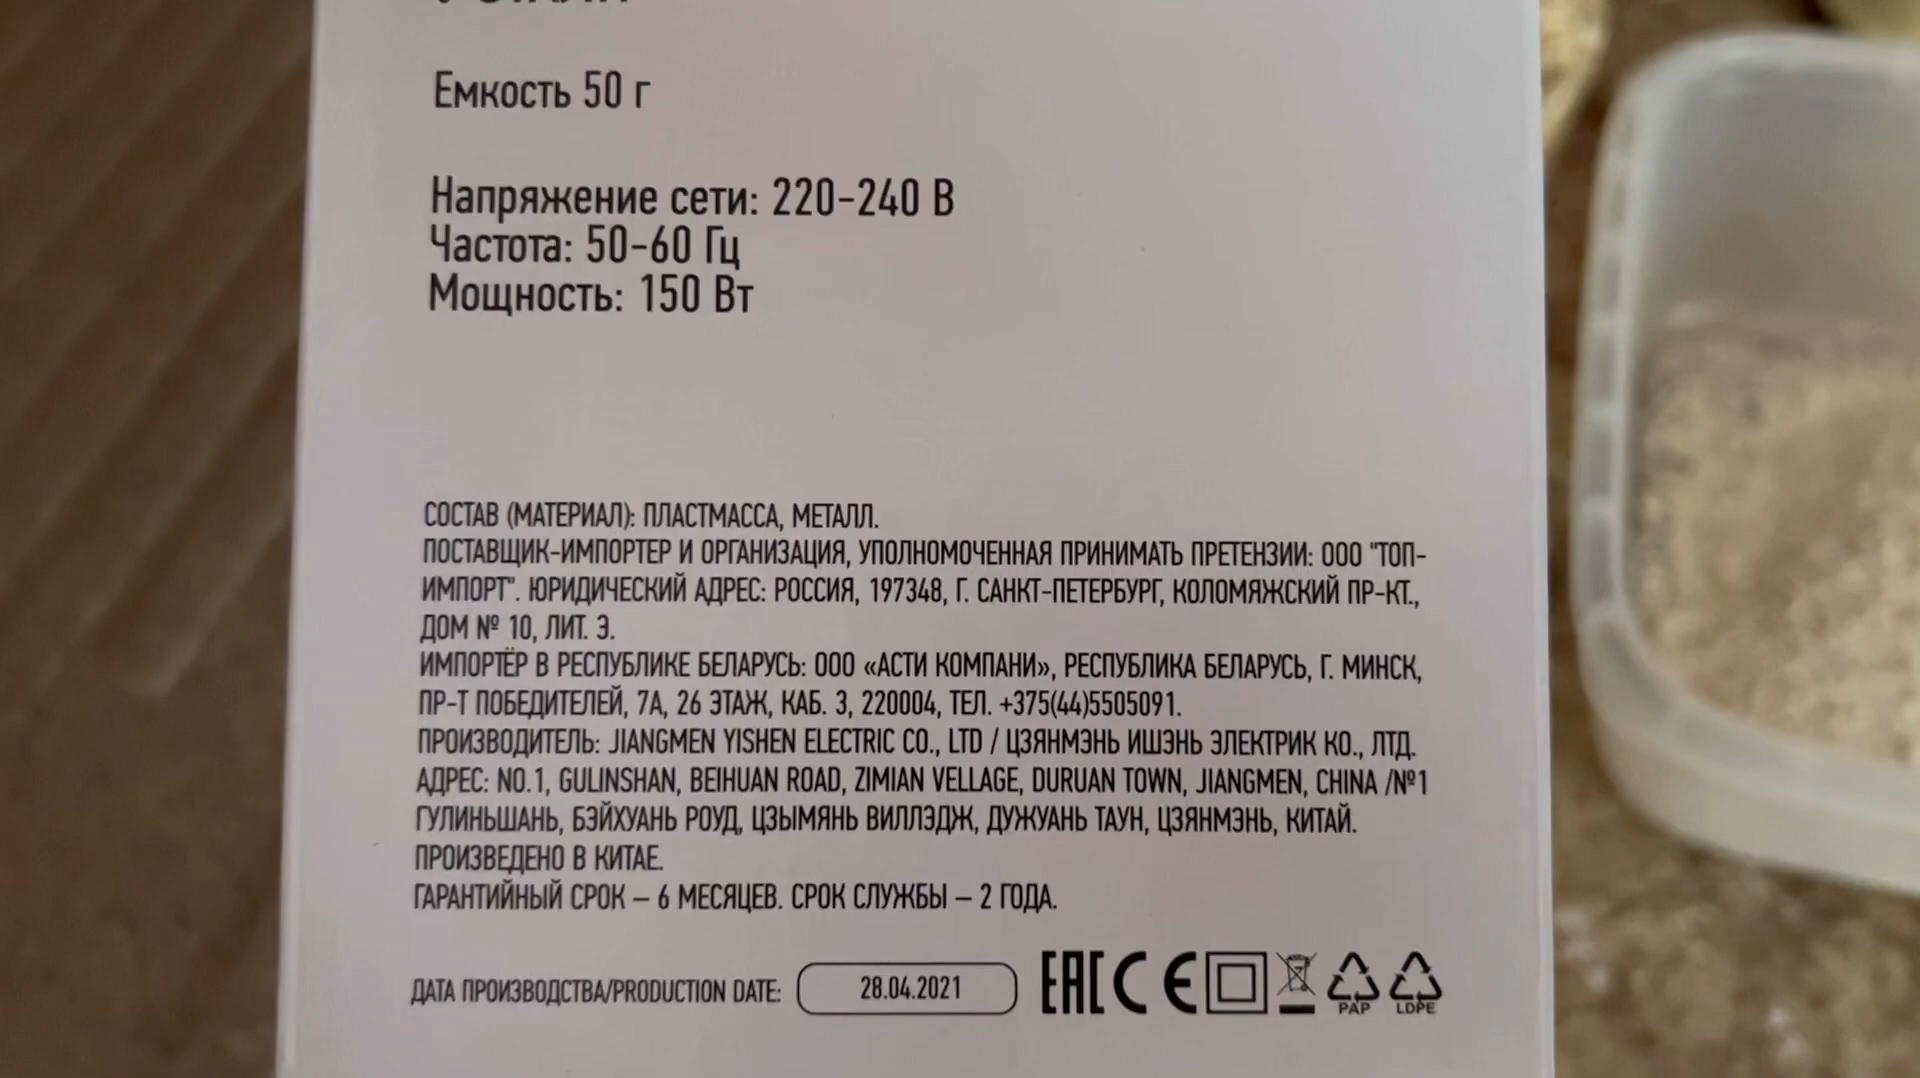 Емкость 50 г
Напряжение сети: 220-240 В
Частота: 50-60 Гц
Мощность: 150 Вт
СОСТАВ (МАТЕРИАЛ): ПЛАСТМАССА, МЕТАЛЛ.
ПОСТАВЩИК-ИМПОРТЕР И ОРГАНИЗАЦИЯ, УПОЛНОМОЧЕННАЯ ПРИНИМАТЬ ПРЕТЕНЗИИ: ООО "ТОП-
ИМПОРТ". ЮРИДИЧЕСКИЙ АДРЕС: РОССИЯ, 197348, Г. САНКТ-ПЕТЕРБУРГ, КОЛОМЯЖСКИЙ ПР-КТ.,
ДОМ № 10, ЛИТ. Э.
ИМПОРТЁР В РЕСПУБЛИКЕ БЕЛАРУСЬ: ООО «АСТИ КОМПАНИ», РЕСПУБЛИКА БЕЛАРУСЬ, Г. МИНСК,
ПР-Т ПОБЕДИТЕЛЕЙ, 7А, 26 ЭТАЖ, КАБ. 3, 220004, ТЕЛ. +375(44)5505091.
ПРОИЗВОДИТЕЛЬ: JIANGMEN YISHEN ELECTRIC CO., LTD / ЦЗЯНМЭНЬ ИШЭНЬ ЭЛЕКТРИК КО., ЛТД.
АДРЕС: NO.1, GULINSHAN, BEIHUAN ROAD, ZIMIAN VELLAGE, DURUAN TOWN, JIANGMEN, CHINA /№1
ГУЛИНЬШАНЬ, БЭЙХУАНЬ РОУД, ЦЗЫМЯНЬ ВИЛЛЭДЖ, ДУЖУАНЬ ТАУН, ЦЗЯНМЭНЬ, КИТАЙ.
ПРОИЗВЕДЕНО В КИТАЕ.
ГАРАНТИЙНЫЙ СРОК – 6 МЕСЯЦЕВ. СРОК СЛУЖБЫ – 2 ГОДА.
ДАТА ПРОИЗВОДСТВА/PRODUCTION DATE: 28.04.2021 EAC CE PAP LDPE